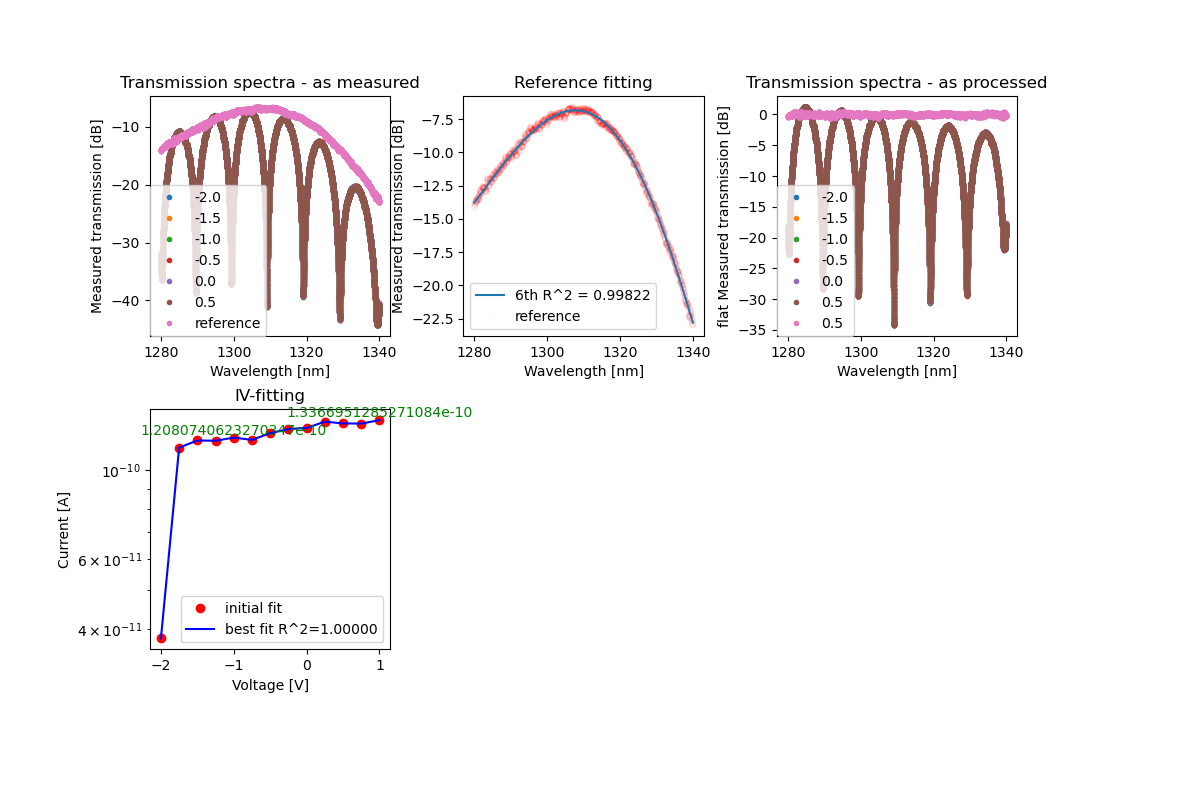 Transmission spectra - as measured
Measured transmission [dB]
−10
−20
−30
−40
-2.0
-1.5
-1.0
-0.5
0.0
0.5
reference
1280
1300
1320
1340
Wavelength [nm]
Reference fitting
Measured transmission [dB]
−7.5
−10.0
−12.5
−15.0
−17.5
−20.0
−22.5
6th R^2 = 0.99822
reference
1280
1300
1320
1340
Wavelength [nm]
Transmission spectra - as processed
flat Measured transmission [dB]
0
−5
−10
−15
−20
−25
−30
−35
-2.0
-1.5
-1.0
-0.5
0.0
0.5
0.5
1280
1300
1320
1340
Wavelength [nm]
IV-fitting
1.3366951285271084e-10
Current [A]
10⁻¹⁰
6 × 10⁻¹¹
4 × 10⁻¹¹
initial fit
best fit R^2=1.00000
−2
−1
0
1
Voltage [V]